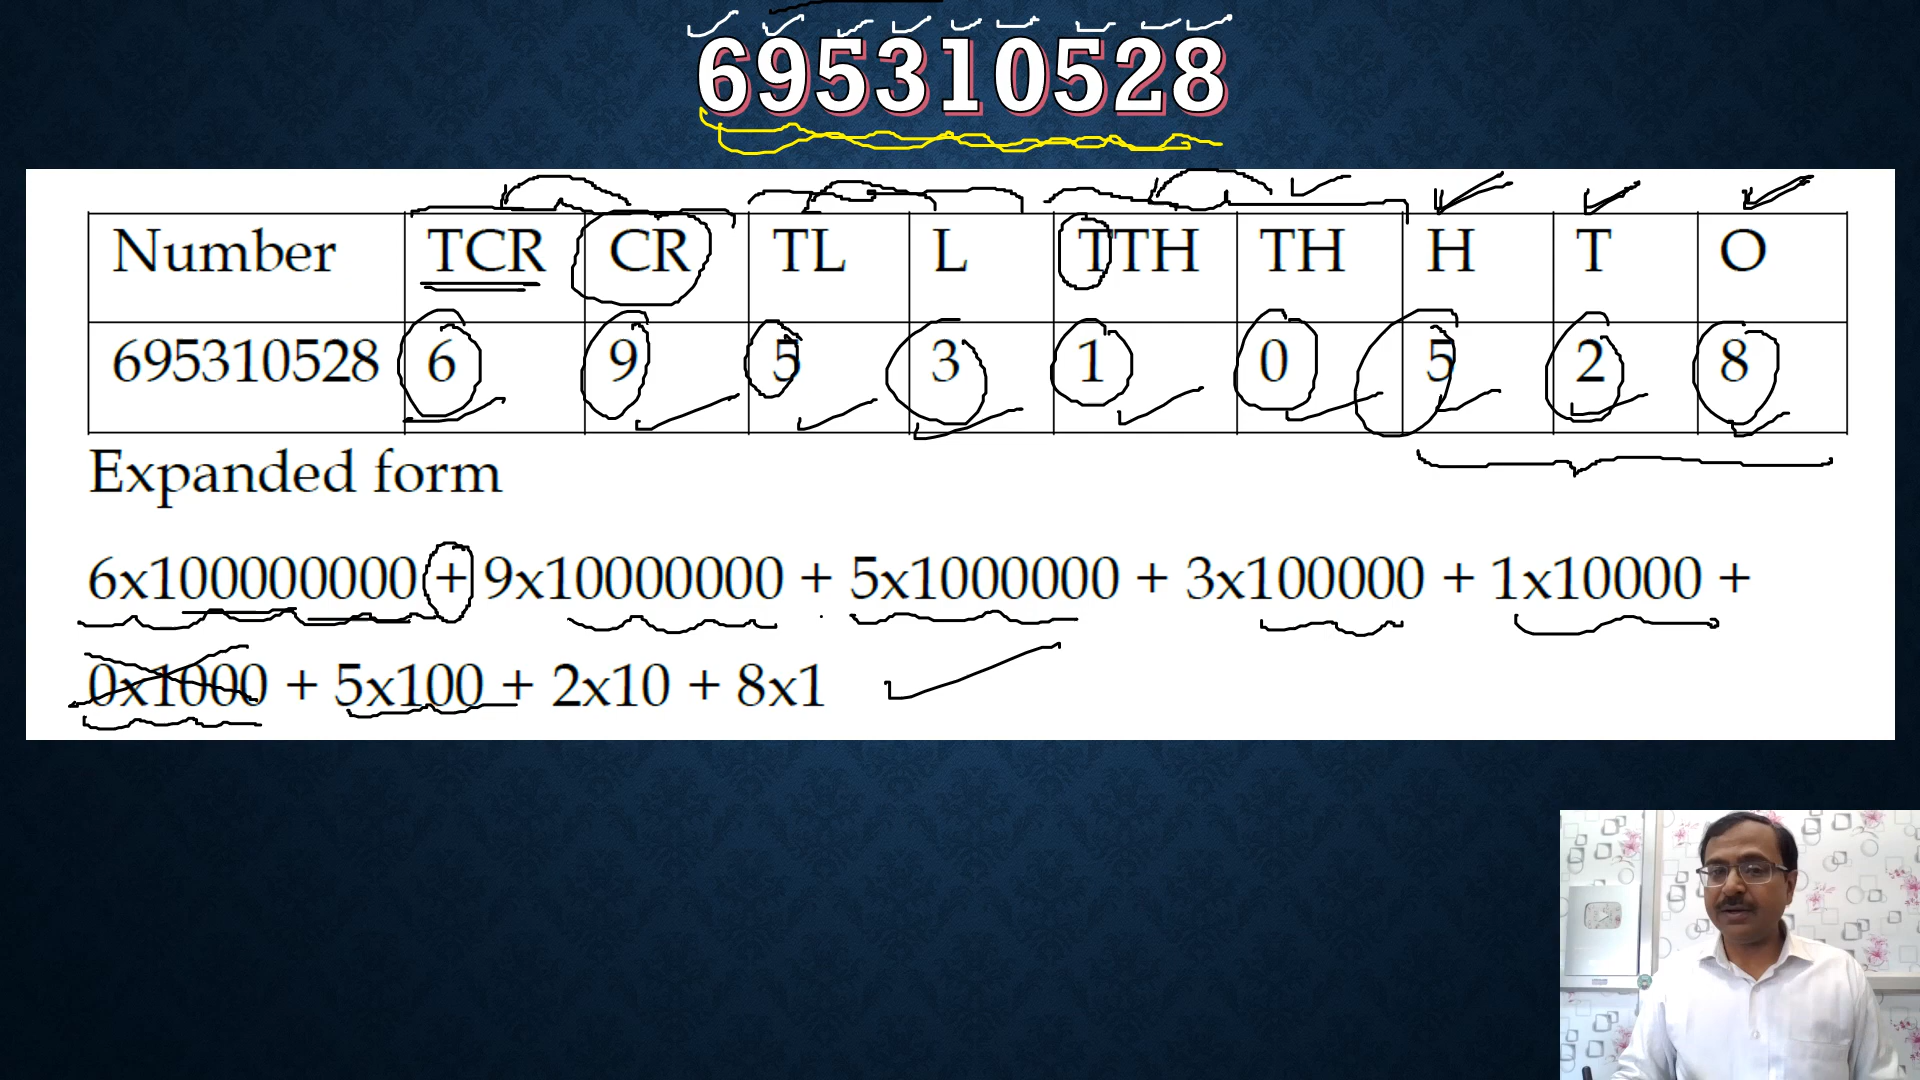 695310528
Number TCR CR TL L TTH TH H T O
695310528 6 9 5 3 1 0 5 2 8
Expanded form
6x100000000 + 9x10000000 + 5x1000000 + 3x100000 + 1x10000 +
0x1000 + 5x100 + 2x10 + 8x1